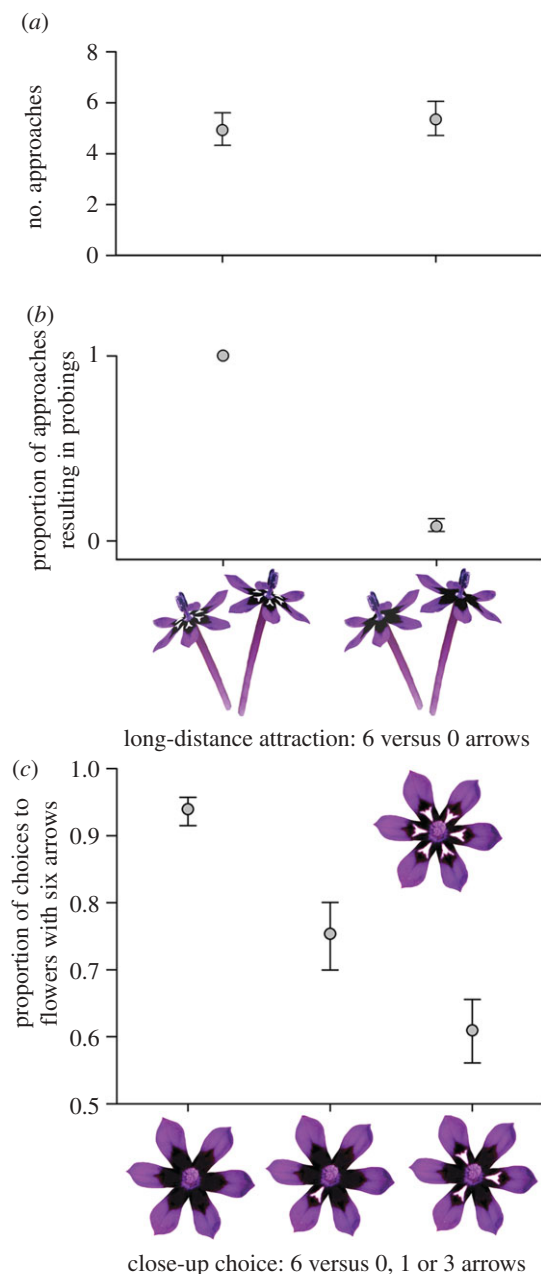 (a)
no. approaches
8
6
4
2
0
(b)
proportion of approaches
resulting in probings
1
0
long-distance attraction: 6 versus 0 arrows
(c)
proportion of choices to
flowers with six arrows
1.0
0.9
0.8
0.7
0.6
0.5
close-up choice: 6 versus 0, 1 or 3 arrows